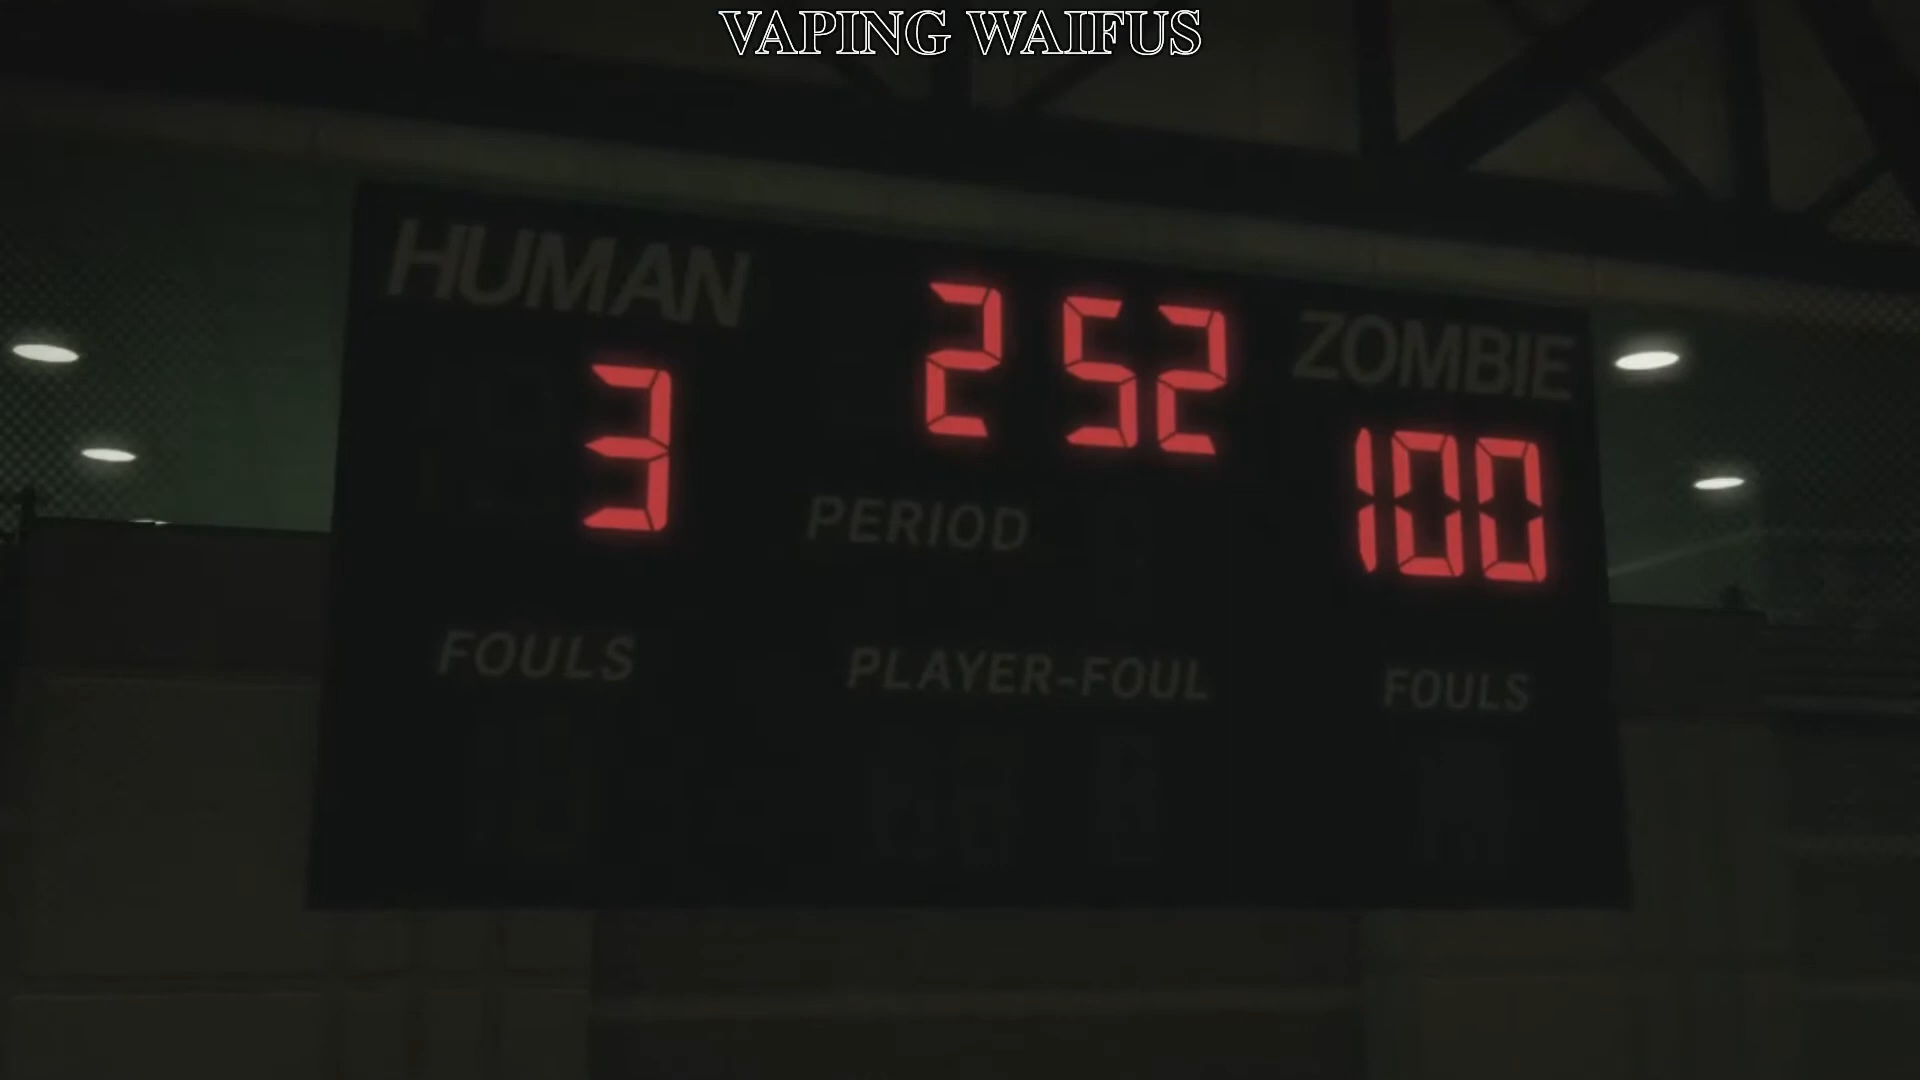 VAPING WAIFUS
HUMAN 2 52 ZOMBIE
3 100
PERIOD
FOULS PLAYER-FOUL FOULS